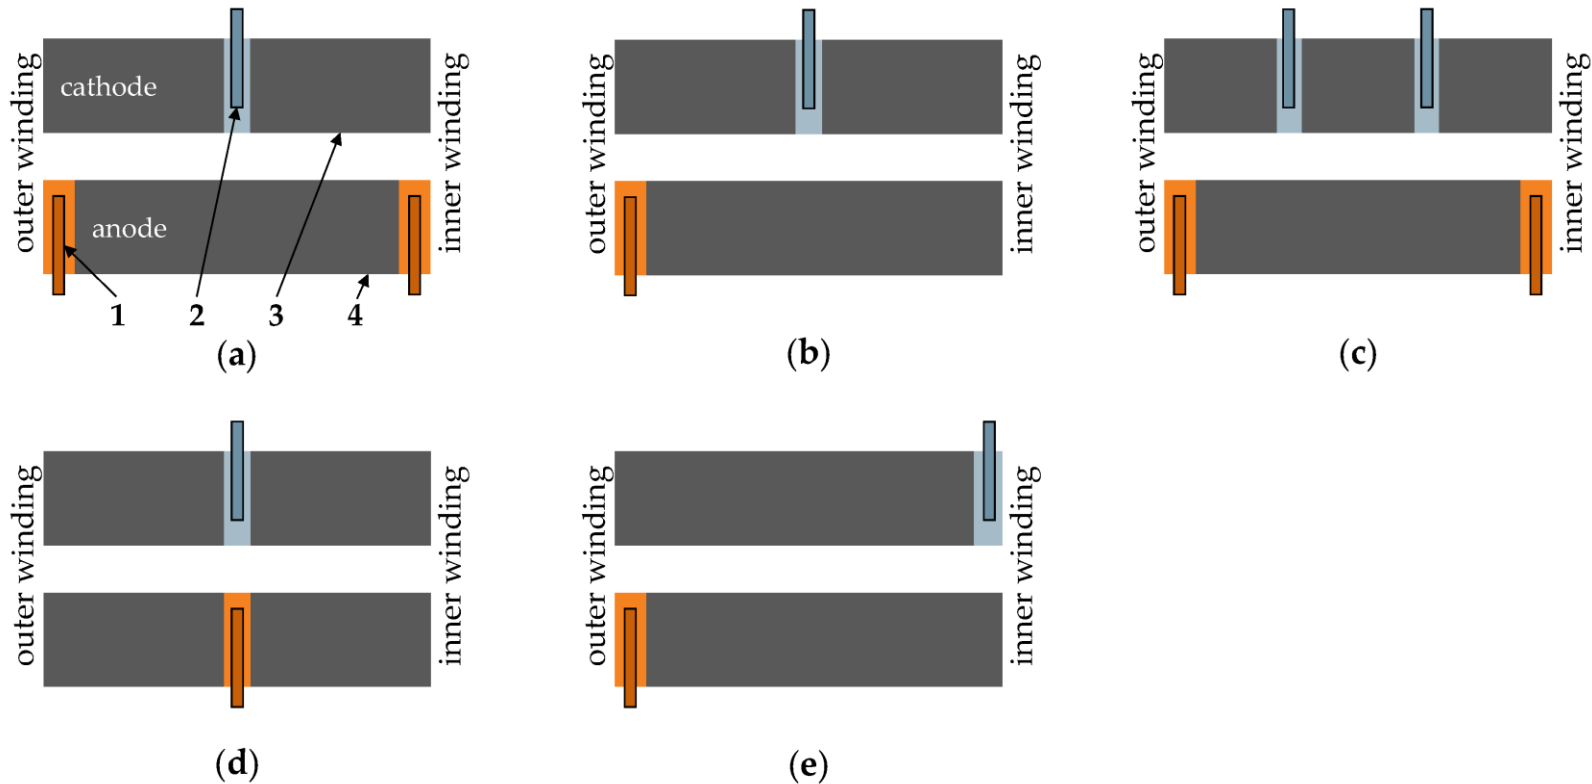 outer winding
cathode
anode
inner winding
1
2
3
4
(a)
outer winding
inner winding
(b)
outer winding
inner winding
(c)
outer winding
inner winding
(d)
outer winding
inner winding
(e)